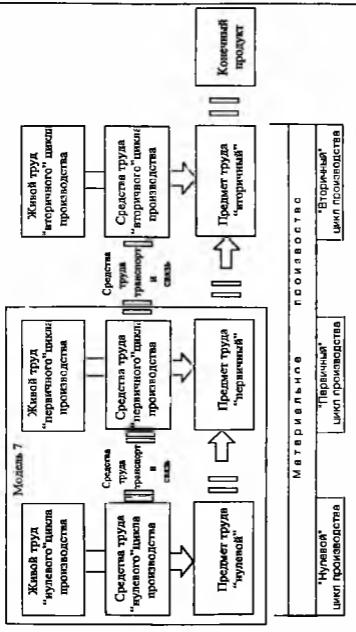 Модель 7
Живой труд
"нулевого"цикла
производства
Средства труда
"нулевого"цикла
производства
Предмет труда
"нулевой"
Средства
труда
транспорт
и
связь
Живой труд
"первичного"цикла
производства
Средства труда
"первичного"цикла
производства
Предмет труда
"первичный"
Средства
труда
транспорт
и
связь
Живой труд
"вторичного"цикла
производства
Средства труда
"вторичного"цикла
производства
Предмет труда
"вторичный"
Конечный
продукт
Материальное произвоство
"Нулевой"
цикл производства
"Первичный"
цикл производства
"Вторичный"
цикл производства